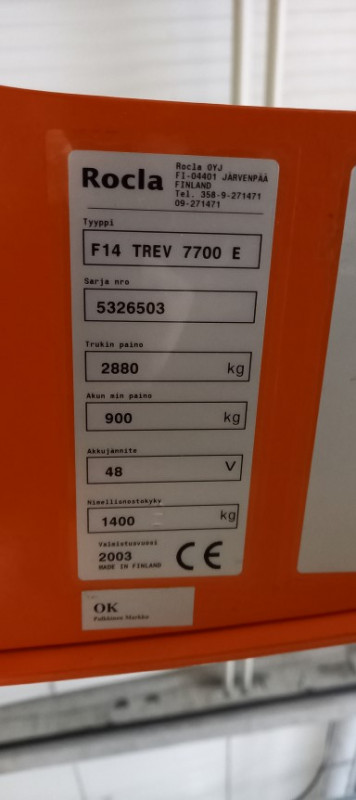 Rocla
Rocla OYJ
FI-04401 JÄRVENPÄÄ
FINLAND
Tel. 358-9-271471
09-271471
Tyyppi
F14 TREV 7700 E
Sarja nro
5326503
Trukin paino
2880 kg
Akun min paino
900 kg
Akkujännite
48 V
Nimellisnostokyky
1400 kg
Valmistusvuosi
2003
MADE IN FINLAND
CE
OK
Markko